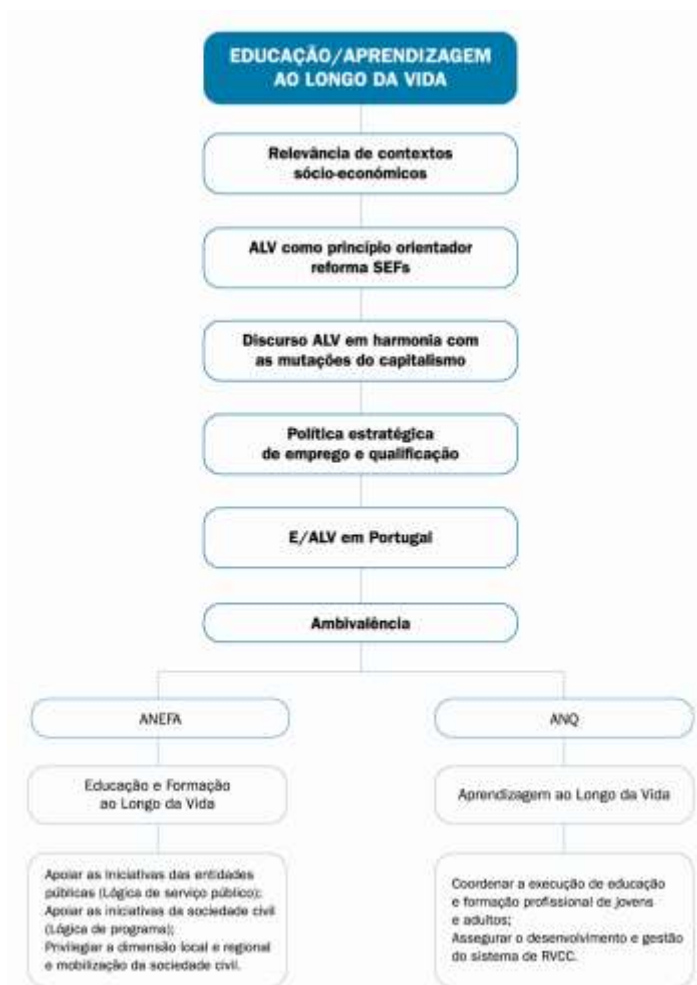 EDUCAÇÃO/APRENDIZAGEM
AO LONGO DA VIDA
Relevância de contextos
sócio-económicos
ALV como princípio orientador
reforma SEFs
Discurso ALV em harmonia com
as mutações do capitalismo
Política estratégica
de emprego e qualificação
E/ALV em Portugal
Ambivalência
ANEFA
Educação e Formação
ao Longo da Vida
Apoiar as iniciativas das entidades
públicas (Lógica de serviço público);
Apoiar as iniciativas da sociedade civil
(Lógica de programa);
Privilegiar a dimensão local e regional
e mobilização da sociedade civil.
ANQ
Aprendizagem ao Longo da Vida
Coordenar a execução de educação
e formação profissional de jovens
e adultos;
Assegurar o desenvolvimento e gestão
do sistema de RVCC.